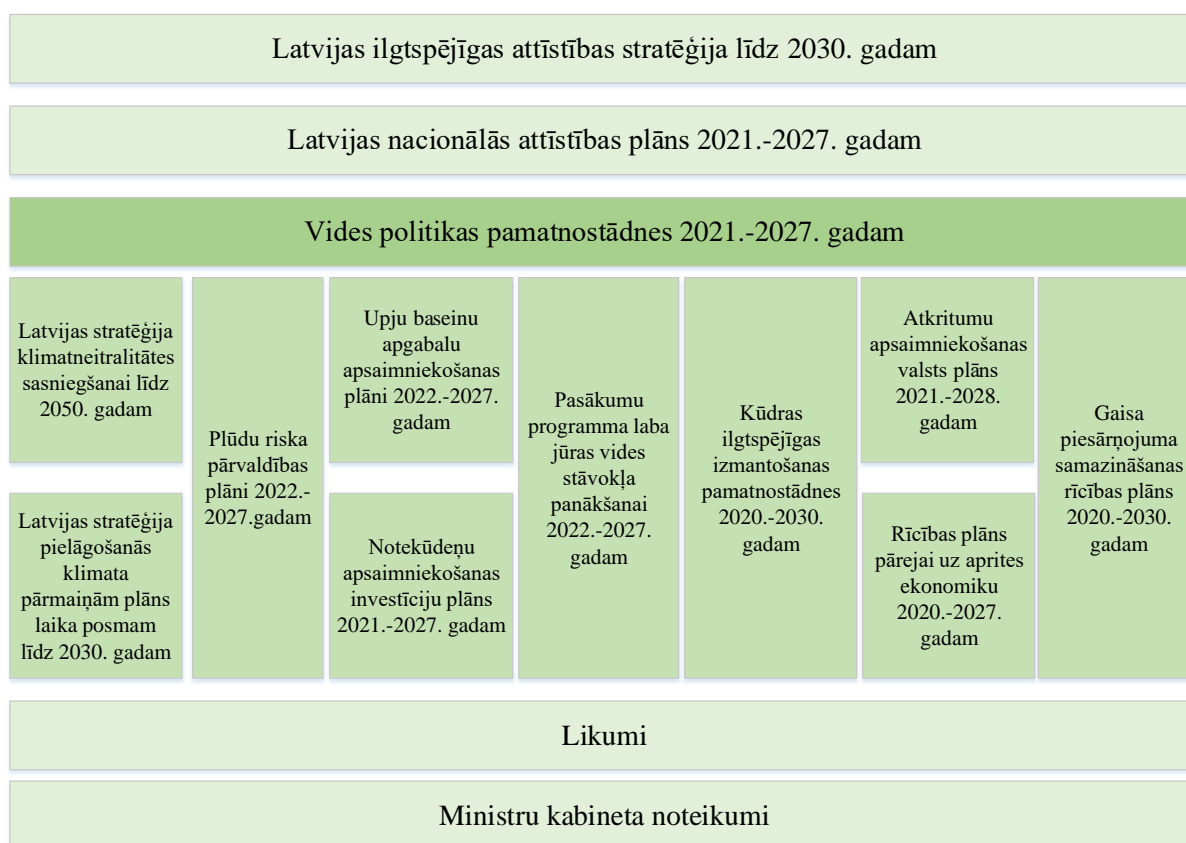 Latvijas ilgtspējīgas attīstības stratēģija līdz 2030. gadam
Latvijas nacionālās attīstības plāns 2021.-2027. gadam
Vides politikas pamatnostādnes 2021.-2027. gadam
Latvijas stratēģija
klimatneitralitātes
sasniegšanai līdz
2050. gadam
Latvijas stratēģija
pielāgošanās
klimata
pārmaiņām plāns
laika posmam
līdz 2030. gadam
Plūdu riska
pārvaldības
plāni 2022.-
2027.gadam
Upju baseinu
apgabalu
apsaimniekošanas
plāni 2022.-2027.
gadam
Notekūdeņu
apsaimniekošanas
investīciju plāns
2021.-2027. gadam
Pasākumu
programma laba
jūras vides
stāvokļa
panākšanai
2022.-2027.
gadam
Kūdras
ilgtspējīgas
izmantošanas
pamatnostādnes
2020.-2030.
gadam
Atkritumu
apsaimniekošanas
valsts plāns
2021.-2028.
gadam
Rīcības plāns
pārejai uz aprites
ekonomiku
2020.-2027.
gadam
Gaisa
piesārņojuma
samazināšanas
rīcības plāns
2020.-2030.
gadam
Likumi
Ministru kabineta noteikumi